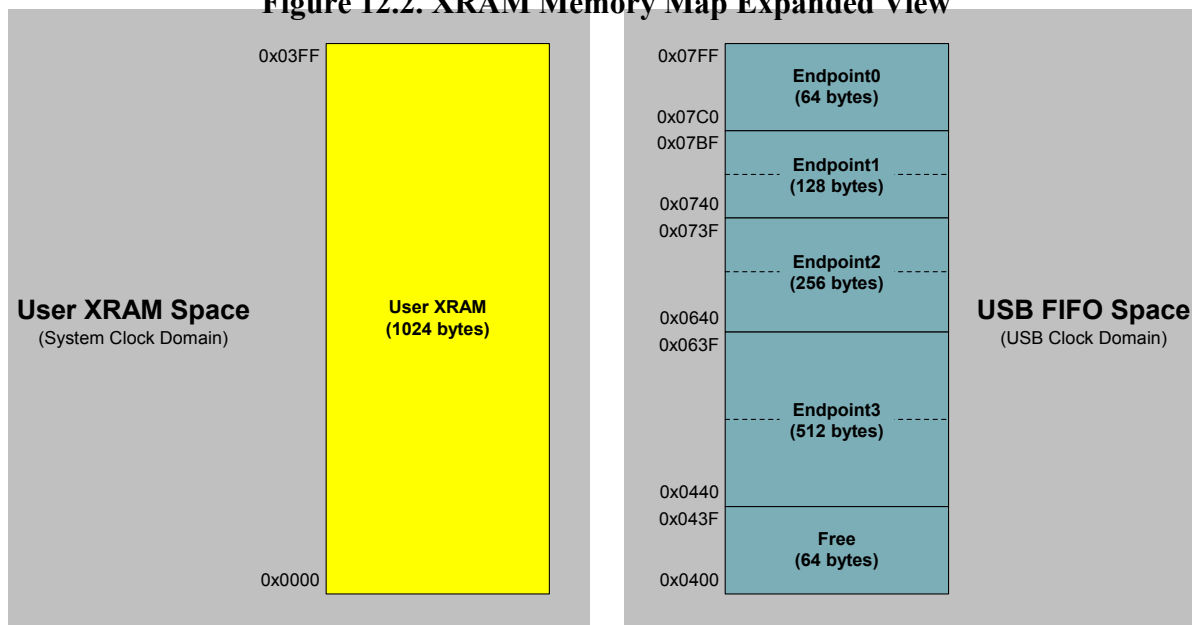 Figure 12.2. XRAM Memory Map Expanded View
0x03FF
User XRAM Space
(System Clock Domain)
User XRAM
(1024 bytes)
0x0000
0x07FF
Endpoint0
(64 bytes)
0x07C0
0x07BF
Endpoint1
(128 bytes)
0x0740
0x073F
Endpoint2
(256 bytes)
0x0640
0x063F
Endpoint3
(512 bytes)
0x0440
0x043F
Free
(64 bytes)
0x0400
USB FIFO Space
(USB Clock Domain)